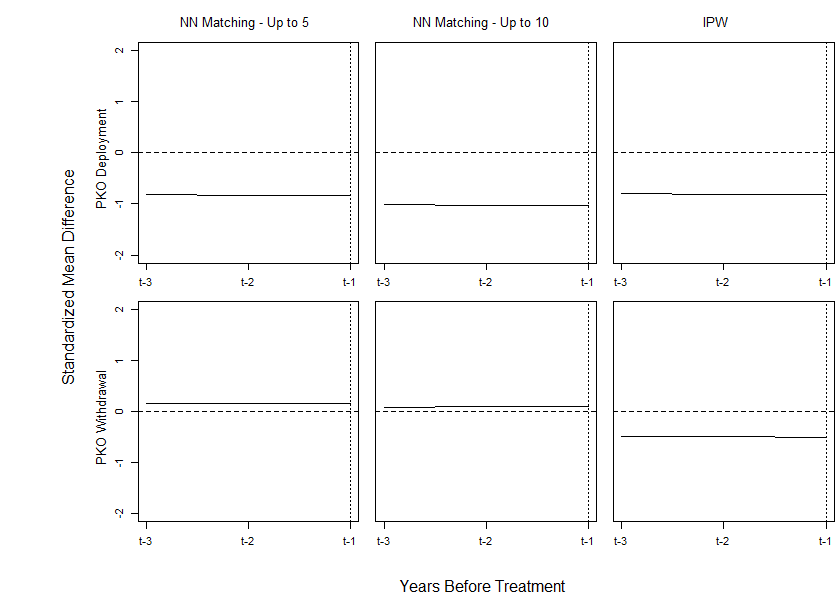 NN Matching - Up to 5
NN Matching - Up to 10
IPW
Standardized Mean Difference
PKO Deployment
2
1
0
-1
-2
t-3
t-2
t-1
t-3
t-2
t-1
t-3
t-2
t-1
PKO Withdrawal
2
1
0
-1
-2
t-3
t-2
t-1
t-3
t-2
t-1
t-3
t-2
t-1
Years Before Treatment